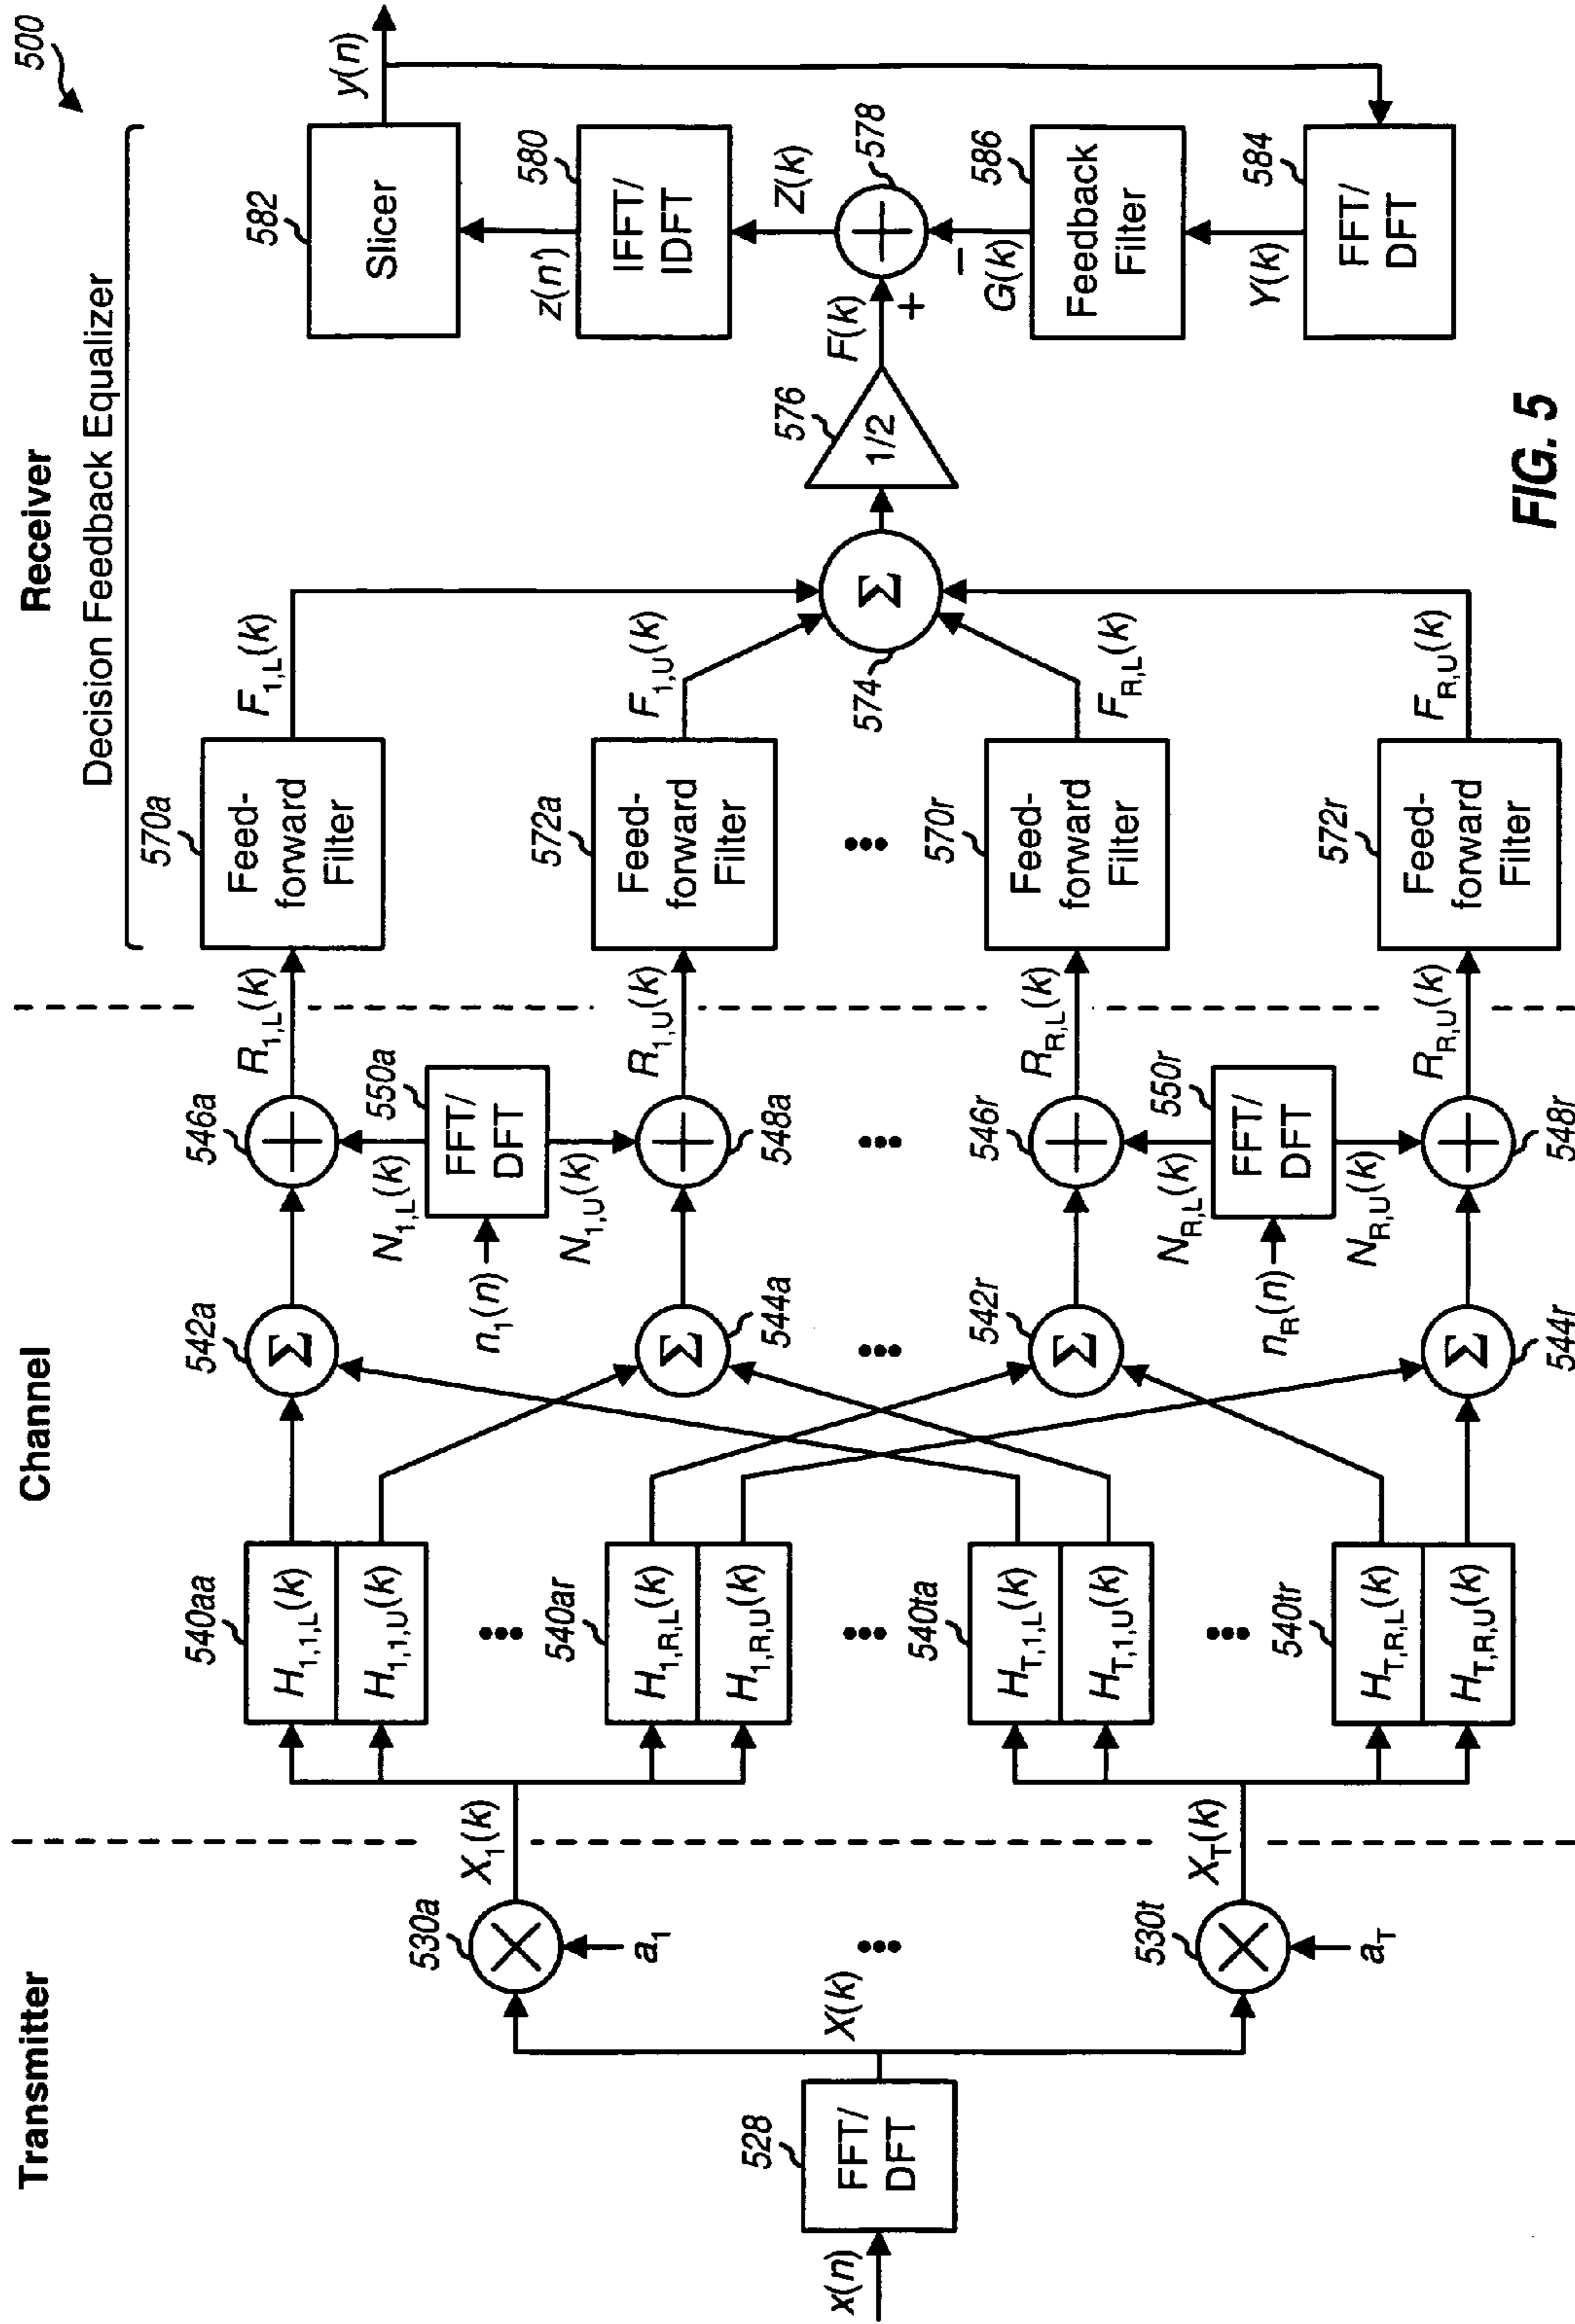 500
Transmitter
Channel
Receiver
Decision Feedback Equalizer
x(n)
528
FFT/
DFT
X(k)
530a
a1
X1(k)
530t
aT
XT(k)
540aa
H1,1,L(k)
H1,1,U(k)
540ar
H1,R,L(k)
H1,R,U(k)
540ta
HT,1,L(k)
HT,1,U(k)
540tr
HT,R,L(k)
HT,R,U(k)
542a
Σ
544a
Σ
542r
Σ
544r
Σ
546a
N1,L(k)
550a
FFT/
DFT
n1(n)
N1,U(k)
548a
546r
NR,L(k)
550r
FFT/
DFT
nR(n)
NR,U(k)
548r
R1,L(k)
R1,U(k)
RR,L(k)
RR,U(k)
570a
Feed-
forward
Filter
572a
Feed-
forward
Filter
570r
Feed-
forward
Filter
572r
Feed-
forward
Filter
F1,L(k)
F1,U(k)
FR,L(k)
FR,U(k)
Σ
574
576
1/2
F(k)
+
−
578
Z(k)
580
IFFT/
IDFT
z(n')
582
Slicer
y(n)
G(k)
586
Feedback
Filter
Y(k)
584
FFT/
DFT
FIG. 5